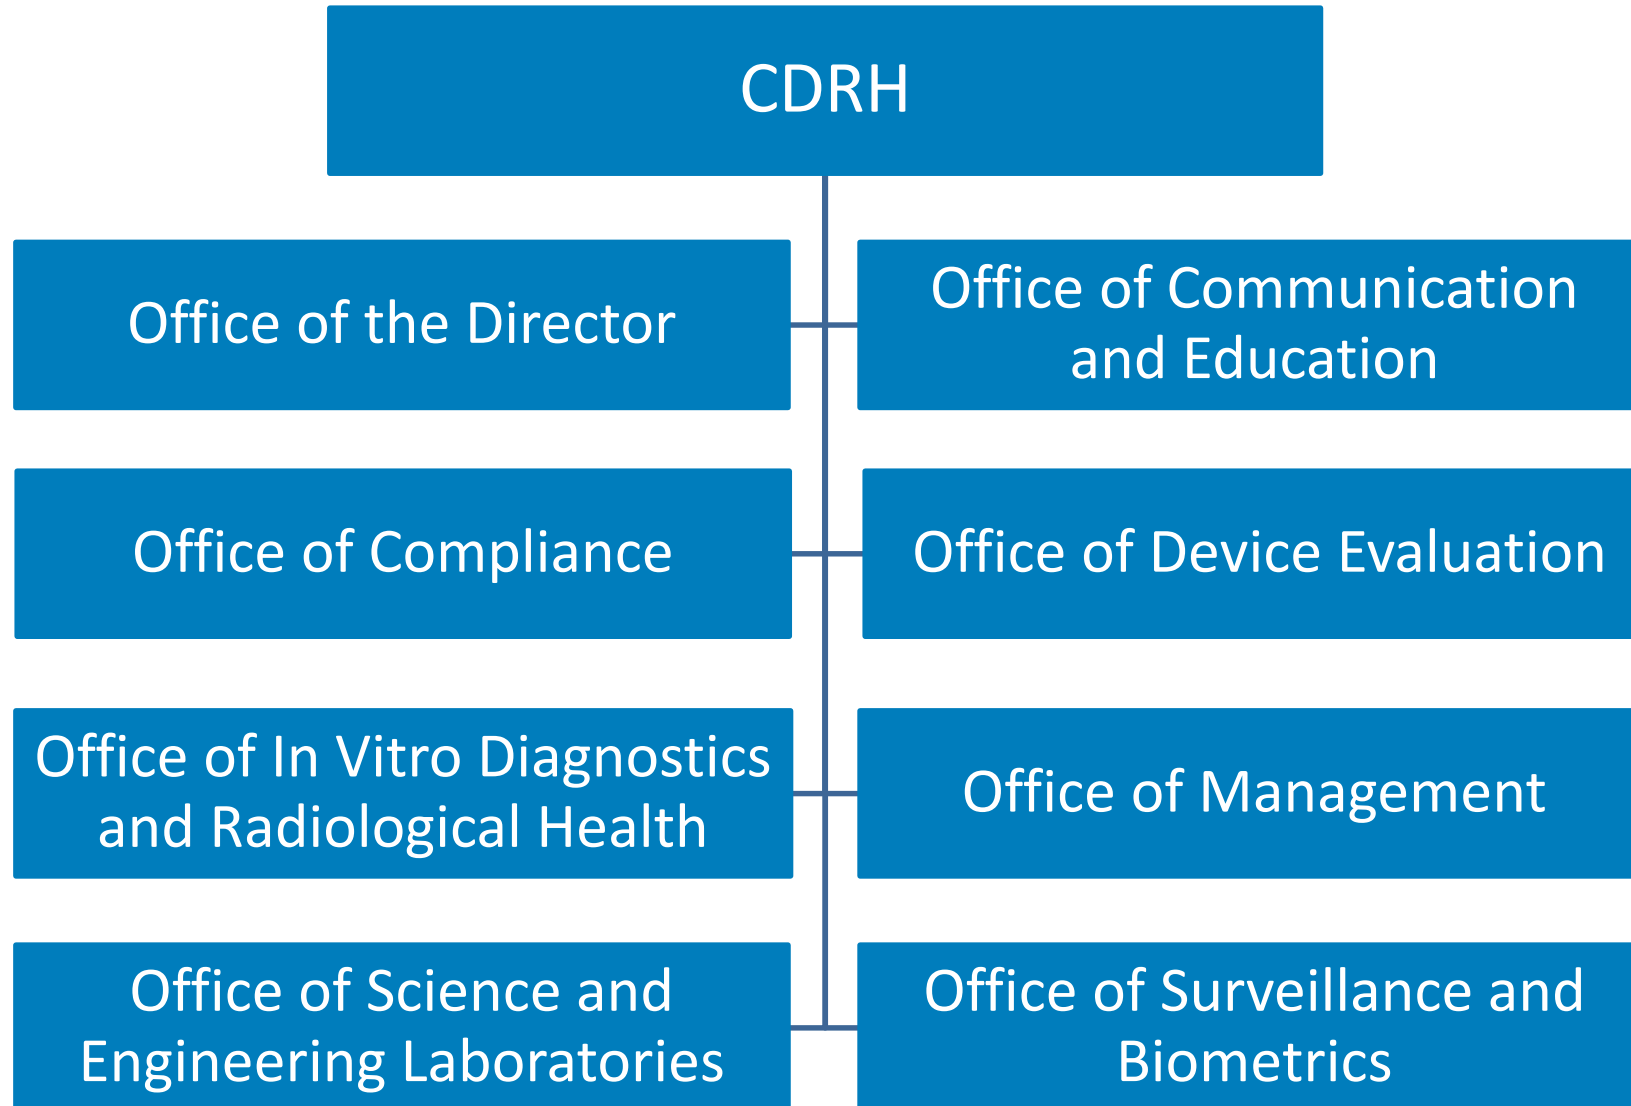 CDRH
Office of the Director
Office of Communication
and Education
Office of Compliance
Office of Device Evaluation
Office of In Vitro Diagnostics
and Radiological Health
Office of Management
Office of Science and
Engineering Laboratories
Office of Surveillance and
Biometrics